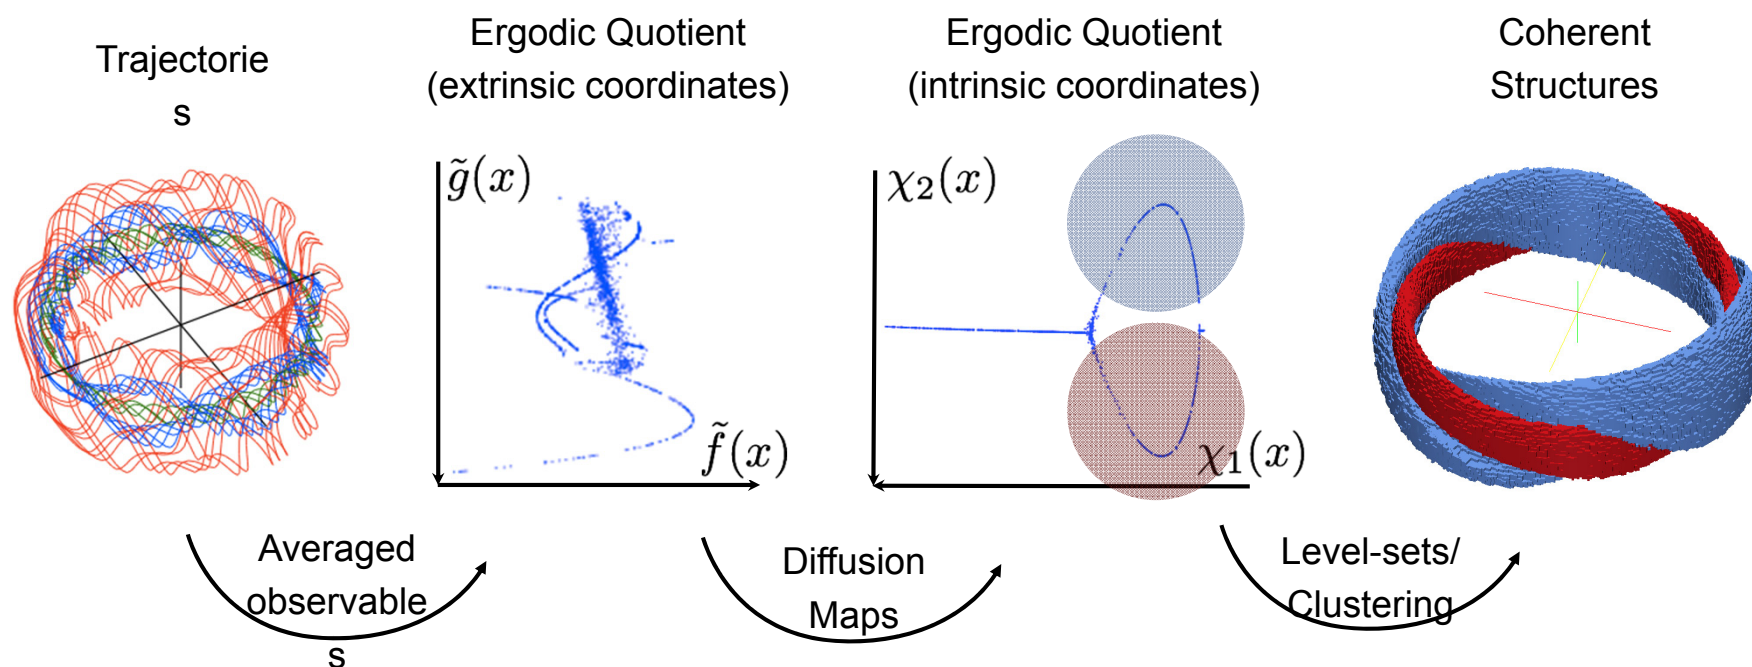 Trajectorie
s
Ergodic Quotient
(extrinsic coordinates)
Ergodic Quotient
(intrinsic coordinates)
Coherent
Structures
g̃(x)
f̃(x)
χ₂(x)
χ₁(x)
Averaged
observable
s
Diffusion
Maps
Level-sets/
Clustering